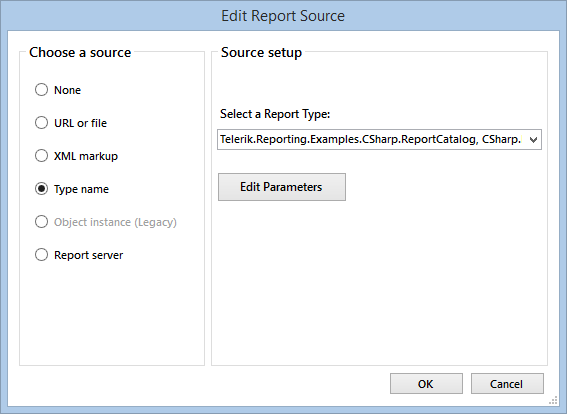 Edit Report Source
Choose a source
None
URL or file
XML markup
Type name
Object instance (Legacy)
Report server
Source setup
Select a Report Type:
Telerik.Reporting.Examples.CSharp.ReportCatalog, CSharp.
Edit Parameters
OK
Cancel